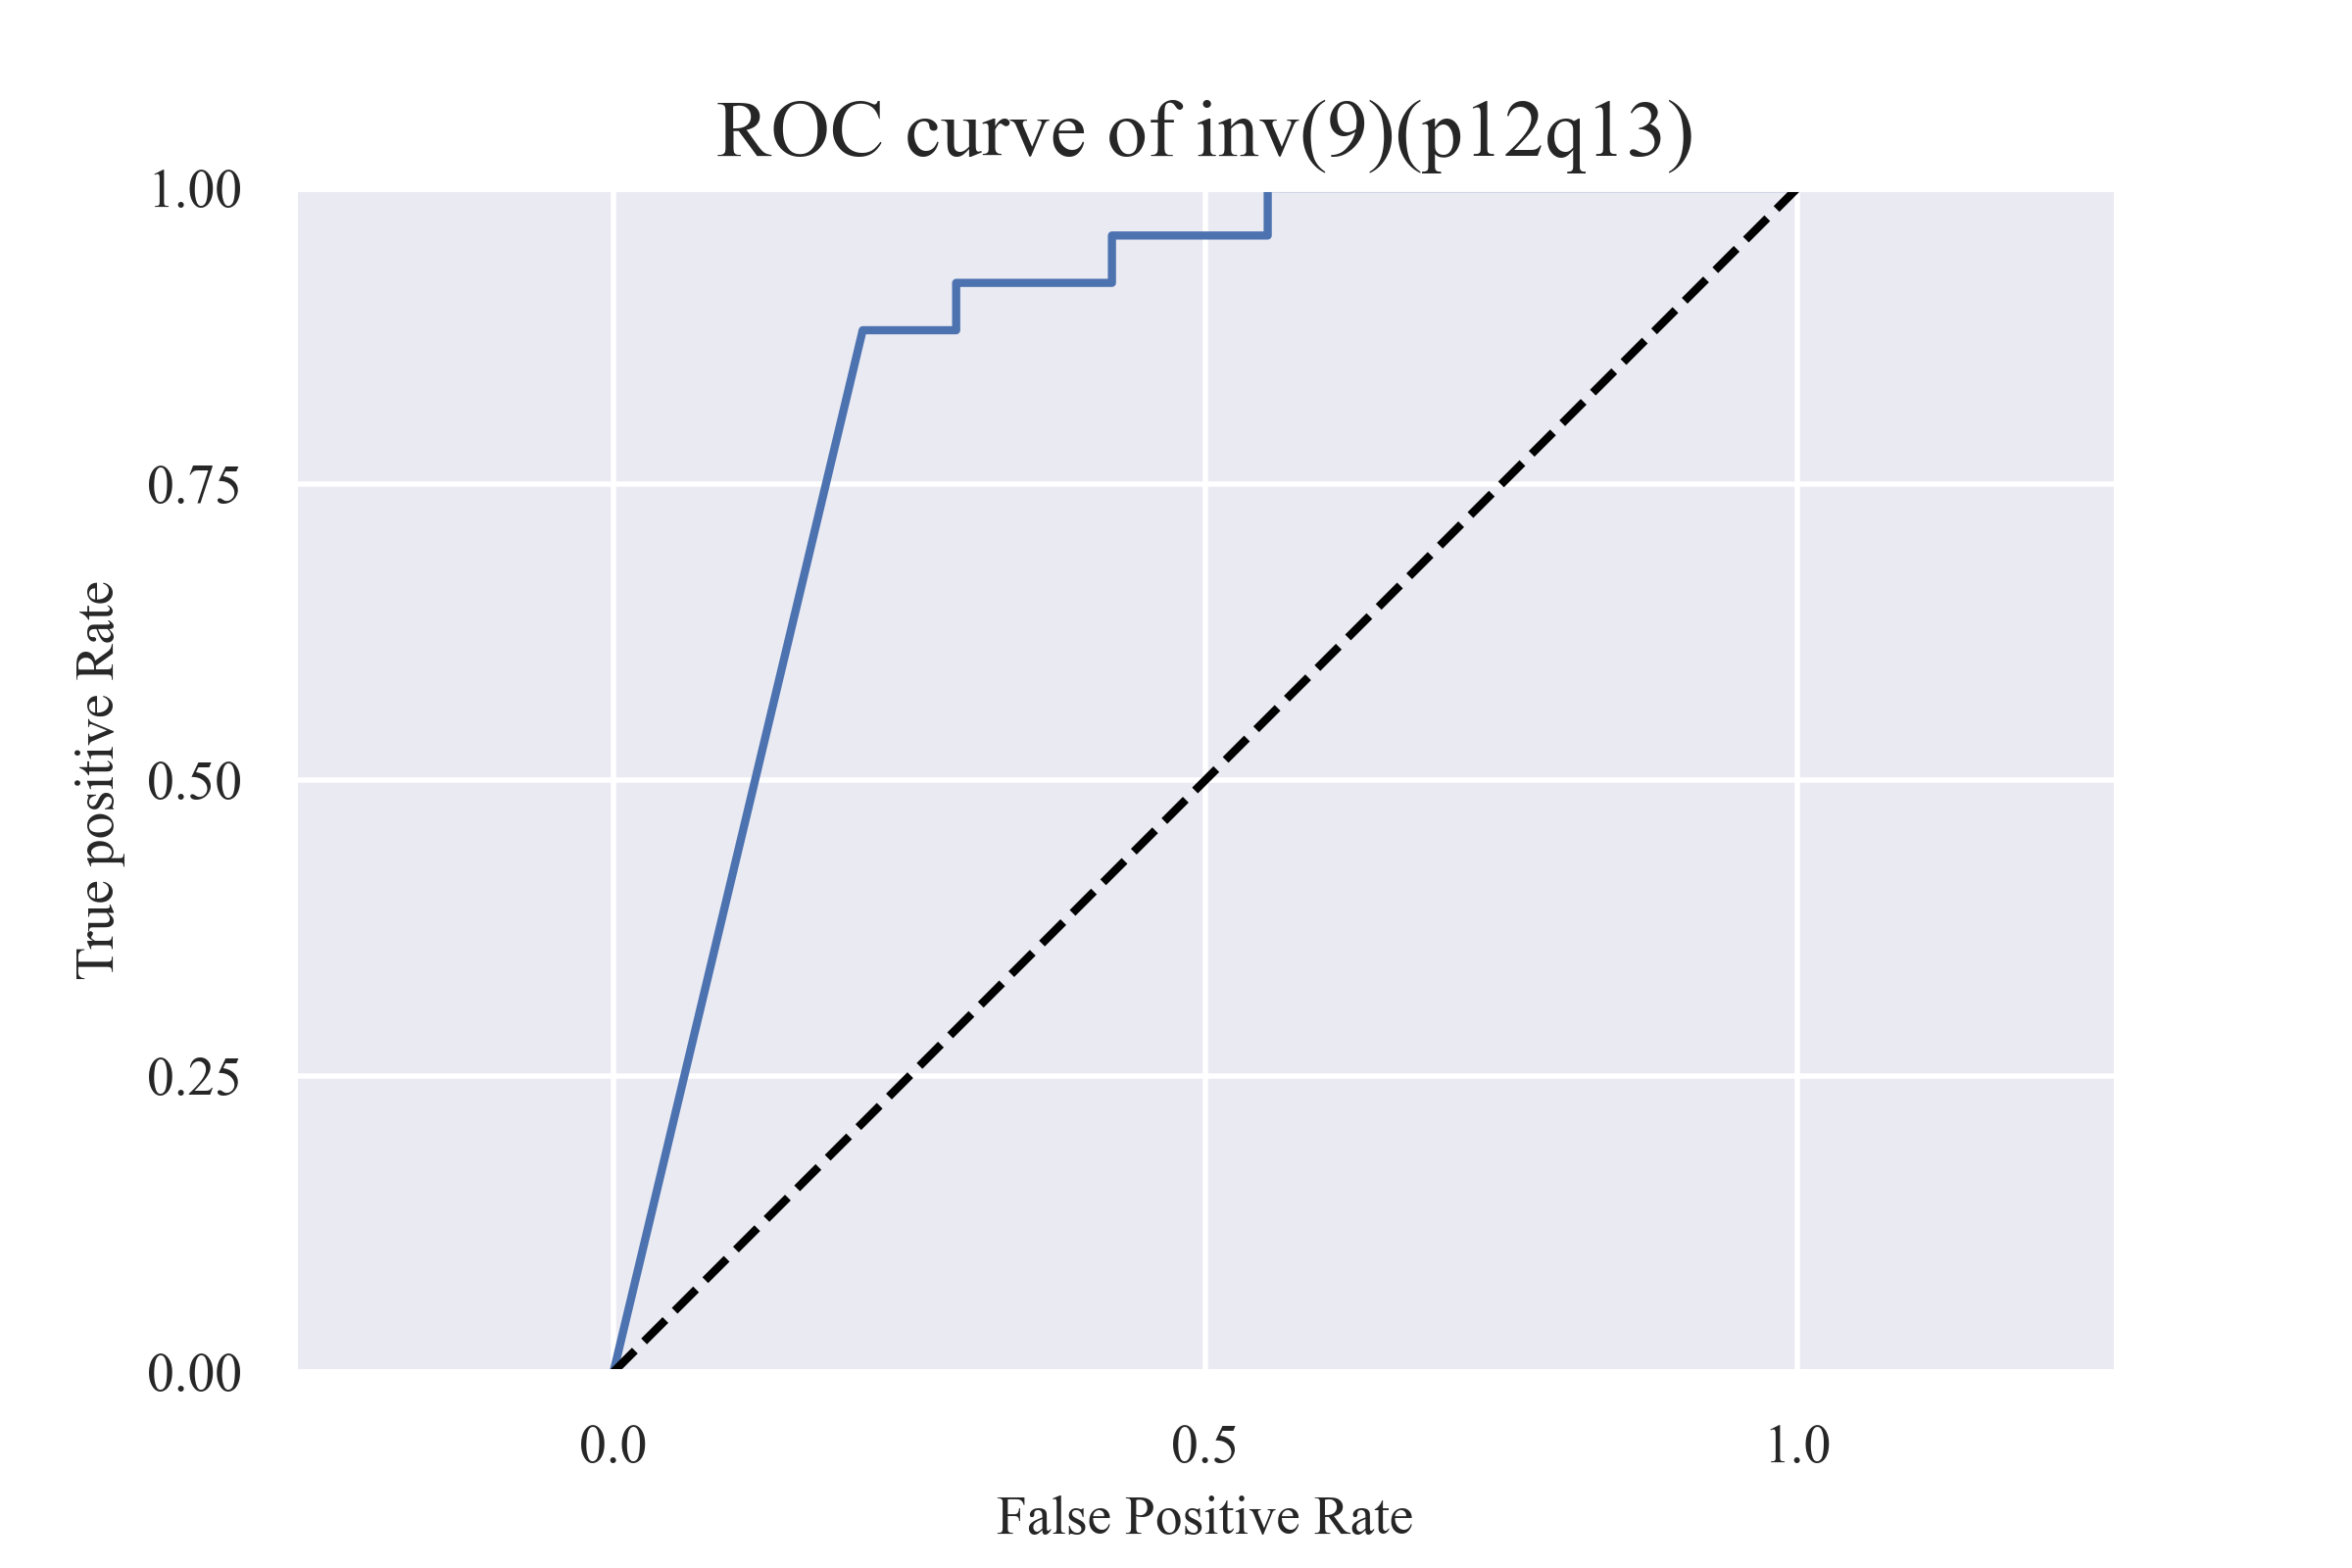 ROC curve of inv(9)(p12q13)
1.00
0.75
0.50
0.25
0.00
True positive Rate
0.0 0.5 1.0
False Positive Rate